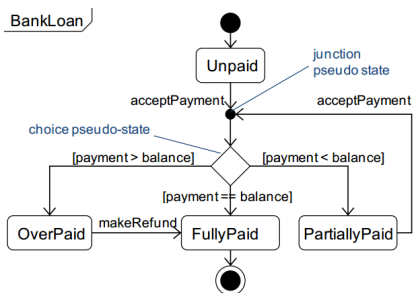 BankLoan
junction
pseudo state
Unpaid
acceptPayment
acceptPayment
choice pseudo-state
[payment > balance]
[payment < balance]
[payment == balance]
OverPaid
makeRefund
FullyPaid
PartiallyPaid